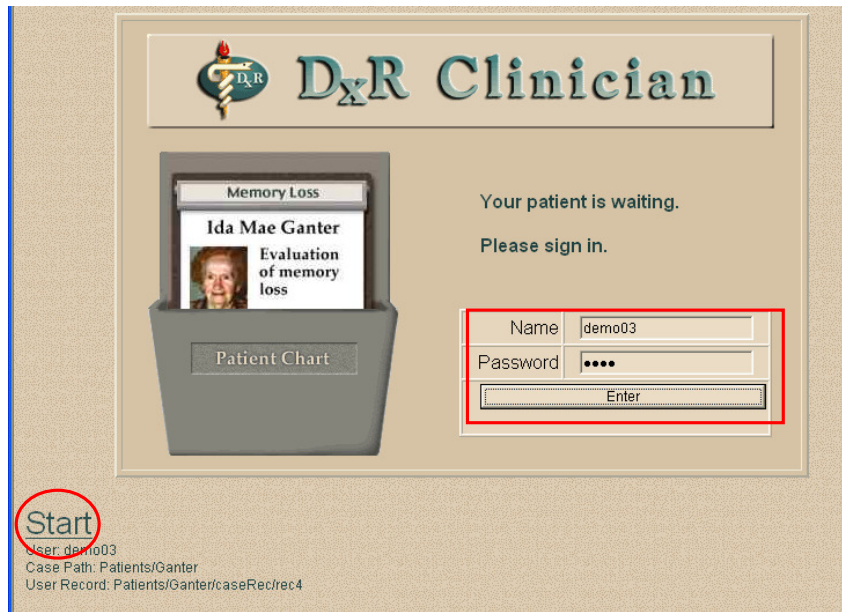 DxR
DxR Clinician
Memory Loss
Ida Mae Ganter
Evaluation
of memory
loss
Patient Chart
Your patient is waiting.
Please sign in.
Name demo03
Password ••••
Enter
Start
User: demo03
Case Path: Patients/Ganter
User Record: Patients/Ganter/caseRec/rec4